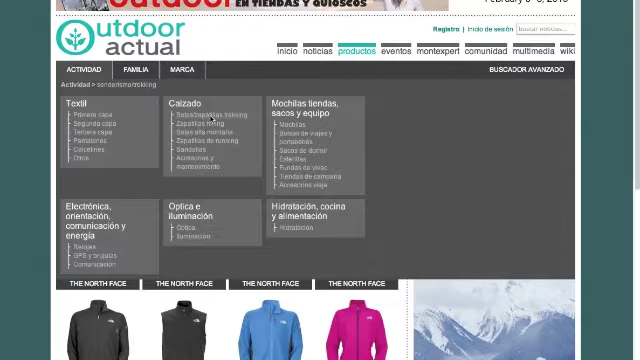 outdoor EN TIENDAS Y QUIOSCOS
Outdoor
actual
Registro | Inicio de sesión buscar noticias...
inicio noticias productos eventos montexpert comunidad multimedia wiki
ACTIVIDAD FAMILIA MARCA BUSCADOR AVANZADO
Actividad > senderismo/trekking
Textil
Primera capa
Segunda capa
Tercera capa
Pantalones
Calcetines
Otros
Calzado
Botas/zapatillas trekking
Zapatillas
Botas alta montaña
Zapatillas de running
Sandalias
Accesorios y
mantenimiento
Mochilas tiendas,
sacos y equipo
Mochilas
Bolsas de viajes y
portabebés
Sacos de dormir
Esterillas
Fundas de vivac
Tiendas de campaña
Accesorios viaje
Electrónica,
orientación,
comunicación y
energía
Relojes
GPS y brújulas
Comunicación
Optica e
iluminación
Optica
Iluminación
Hidratación, cocina
y alimentación
Hidratación
THE NORTH FACE THE NORTH FACE THE NORTH FACE THE NORTH FACE